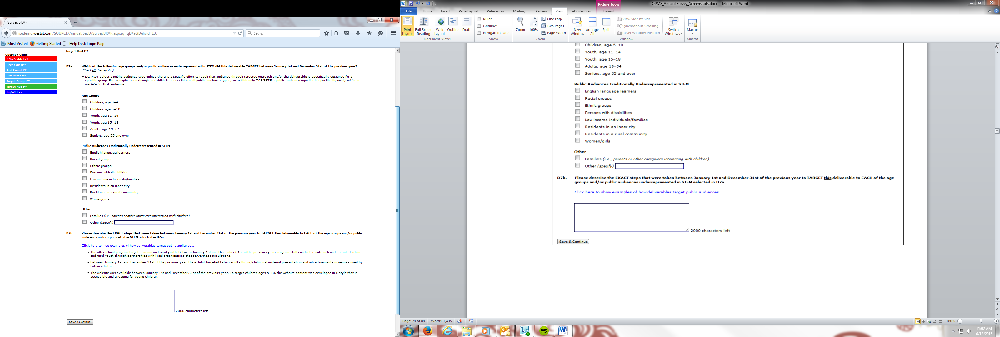 SurveyBRAR
isedemo.westat.com/SOURCE/Annual/SecD/SurveyBRAR.aspx?q=qD7a&DelivId=137
Search
Most Visited
Getting Started
Help Desk Login Page
Question Guide
Deliverable List
Prev Year (PY)
Aud Count PY
Geo Reach PY
Target Group PY
Target Aud PY
Impact List
Target Aud PY
D7a. Which of the following age groups and/or public audiences underrepresented in STEM did this deliverable TARGET between January 1st and December 31st of the previous year?
(Check all that apply.)
• DO NOT select a public audience type unless there is a specific effort to reach that audience through targeted outreach and/or the deliverable is specifically designed for a
specific group. For example, even though an exhibit is accessible to all public audience types, an exhibit only TARGETS a public audience type if it is specifically designed for or
marketed to that audience.
Age Groups
Children, age 0–4
Children, age 5–10
Youth, age 11–14
Youth, age 15–18
Adults, age 19–54
Seniors, age 55 and over
Public Audiences Traditionally Underrepresented in STEM
English language learners
Racial groups
Ethnic groups
Persons with disabilities
Low income individuals/families
Residents in an inner city
Residents in a rural community
Women/girls
Other
Families (i.e., parents or other caregivers interacting with children)
Other (specify)
D7b. Please describe the EXACT steps that were taken between January 1st and December 31st of the previous year to TARGET this deliverable to EACH of the age groups and/or public
audiences underrepresented in STEM selected in D7a.
Click here to hide examples of how deliverables target public audiences.
• The afterschool program targeted urban and rural youth. Between January 1st and December 31st of the previous year, program staff conducted outreach and recruited urban
and rural youth through partnerships with local organizations that serve these populations.
• Between January 1st and December 31st of the previous year, the exhibit targeted Latino adults through bilingual material presentation and advertisements in venues used by
Latino adults.
• The website was available between January 1st and December 31st of the previous year. To target children ages 5-10, the website content was developed in a style that is
accessible and engaging for young children.
2000 characters left
Save & Continue
Picture Tools
OPMS_Annual Survey_Screenshots.docx - Microsoft Word
File Home Insert Page Layout References Mailings Review View eDocPrinter Format
Print Layout
Full Screen Reading
Web Layout
Outline
Draft
Document Views
Ruler
Gridlines
Navigation Pane
Show
Zoom
100%
One Page
Two Pages
Page Width
Zoom
New Window
Arrange All
Split
View Side by Side
Synchronous Scrolling
Reset Window Position
Window
Switch Windows
Macros
Macros
Children, age 5–10
Youth, age 11–14
Youth, age 15–18
Adults, age 19–54
Seniors, age 55 and over
Public Audiences Traditionally Underrepresented in STEM
English language learners
Racial groups
Ethnic groups
Persons with disabilities
Low income individuals/families
Residents in an inner city
Residents in a rural community
Women/girls
Other
Families (i.e., parents or other caregivers interacting with children)
Other (specify)
D7b. Please describe the EXACT steps that were taken between January 1st and December 31st of the previous year to TARGET this deliverable to EACH of the age
groups and/or public audiences underrepresented in STEM selected in D7a.
Click here to show examples of how deliverables target public audiences.
2000 characters left
Save & Continue
Page: 28 of 88
Words: 1,435
180%
11:02 AM
6/12/2015